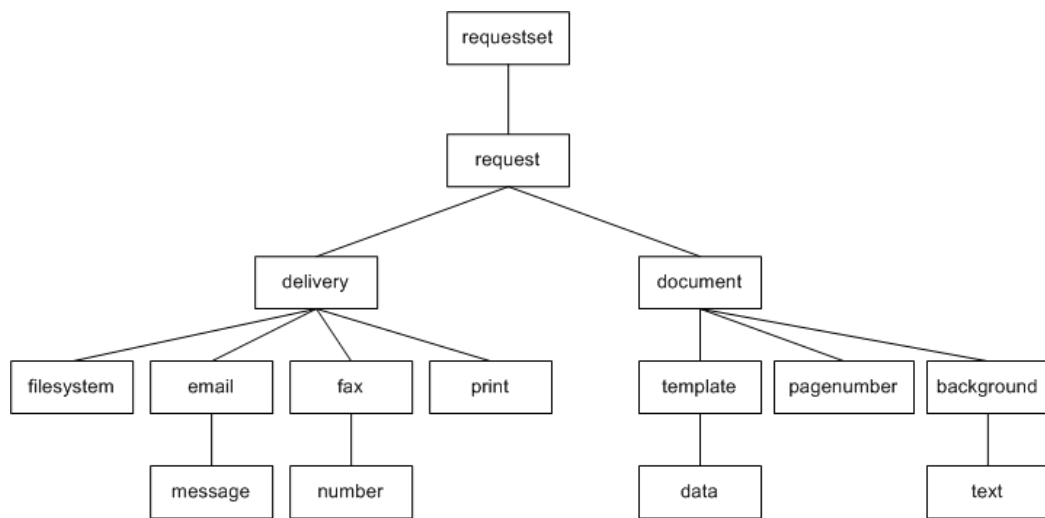 requestset
request
delivery
document
filesystem
email
fax
print
template
pagenumber
background
message
number
data
text